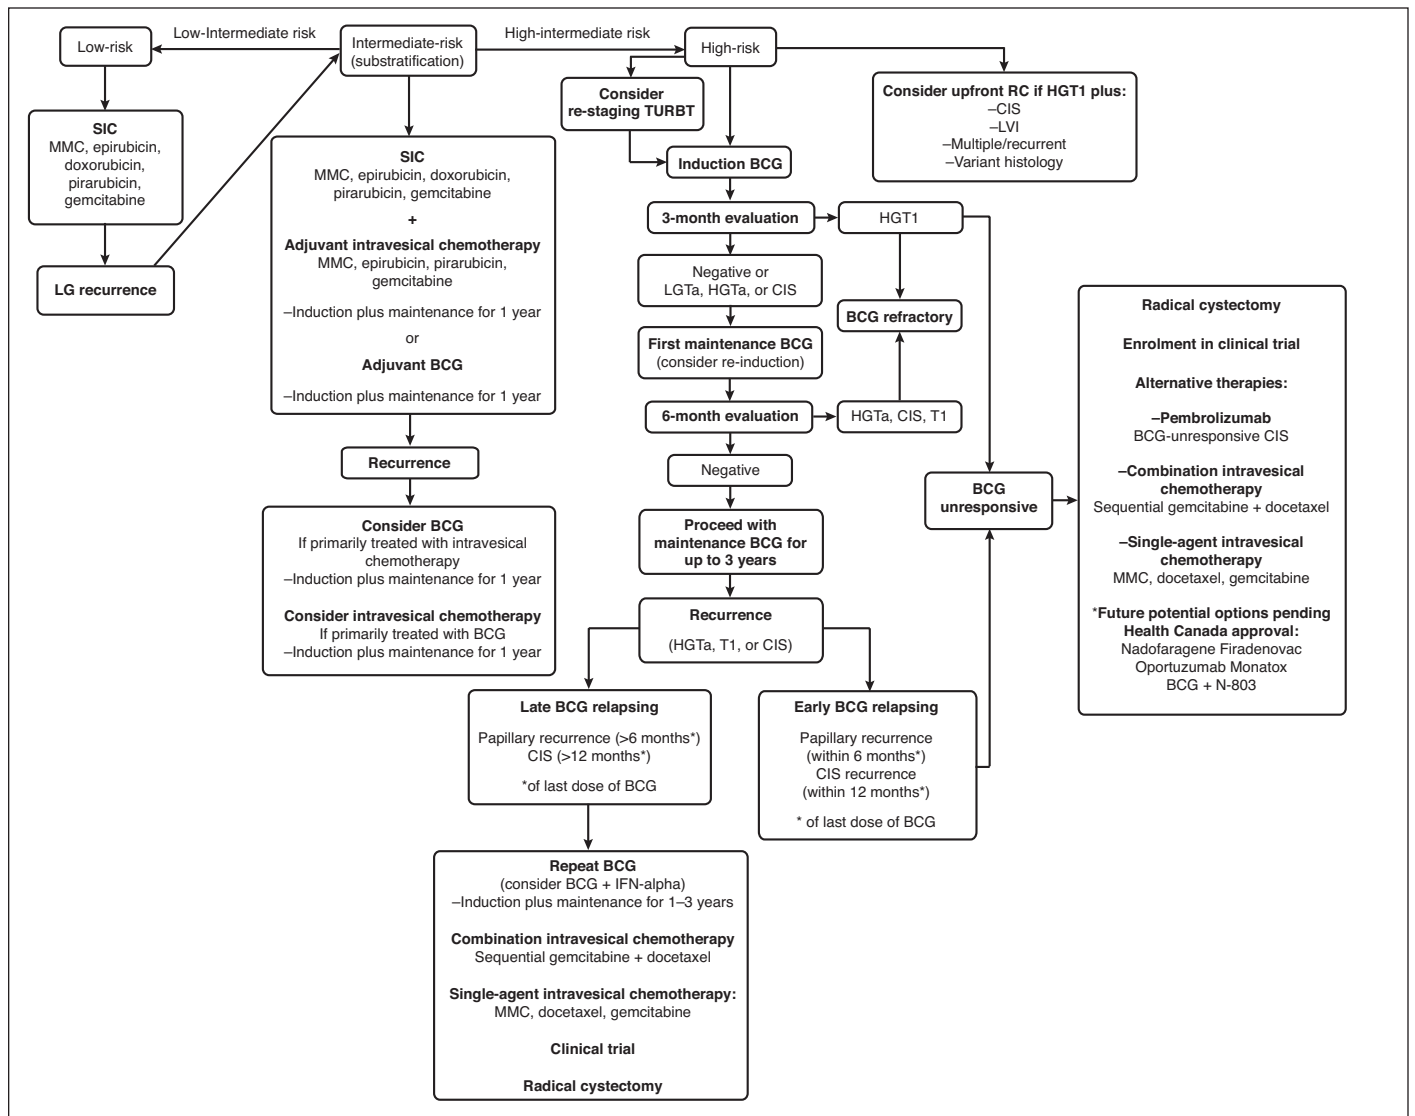 Low-risk
Low-Intermediate risk
Intermediate-risk
(substratification)
High-intermediate risk
High-risk
SIC
MMC, epirubicin,
doxorubicin,
pirarubicin,
gemcitabine
LG recurrence
SIC
MMC, epirubicin, doxorubicin,
pirarubicin, gemcitabine
+
Adjuvant intravesical chemotherapy
MMC, epirubicin, pirarubicin,
gemcitabine
–Induction plus maintenance for 1 year
or
Adjuvant BCG
–Induction plus maintenance for 1 year
Recurrence
Consider BCG
If primarily treated with intravesical
chemotherapy
–Induction plus maintenance for 1 year
Consider intravesical chemotherapy
If primarily treated with BCG
–Induction plus maintenance for 1 year
Consider
re-staging TURBT
Consider upfront RC if HGT1 plus:
–CIS
–LVI
–Multiple/recurrent
–Variant histology
Induction BCG
3-month evaluation
HGT1
Negative or
LGTa, HGTa, or CIS
BCG refractory
First maintenance BCG
(consider re-induction)
6-month evaluation
HGTa, CIS, T1
Negative
Proceed with
maintenance BCG for
up to 3 years
Recurrence
(HGTa, T1, or CIS)
Late BCG relapsing
Papillary recurrence (>6 months*)
CIS (>12 months*)
*of last dose of BCG
Early BCG relapsing
Papillary recurrence
(within 6 months*)
CIS recurrence
(within 12 months*)
* of last dose of BCG
Repeat BCG
(consider BCG + IFN-alpha)
–Induction plus maintenance for 1–3 years
Combination intravesical chemotherapy
Sequential gemcitabine + docetaxel
Single-agent intravesical chemotherapy:
MMC, docetaxel, gemcitabine
Clinical trial
Radical cystectomy
BCG
unresponsive
Radical cystectomy
Enrolment in clinical trial
Alternative therapies:
–Pembrolizumab
BCG-unresponsive CIS
–Combination intravesical
chemotherapy
Sequential gemcitabine + docetaxel
–Single-agent intravesical
chemotherapy
MMC, docetaxel, gemcitabine
*Future potential options pending
Health Canada approval:
Nadofaragene Firadenovac
Oportuzumab Monatox
BCG + N-803